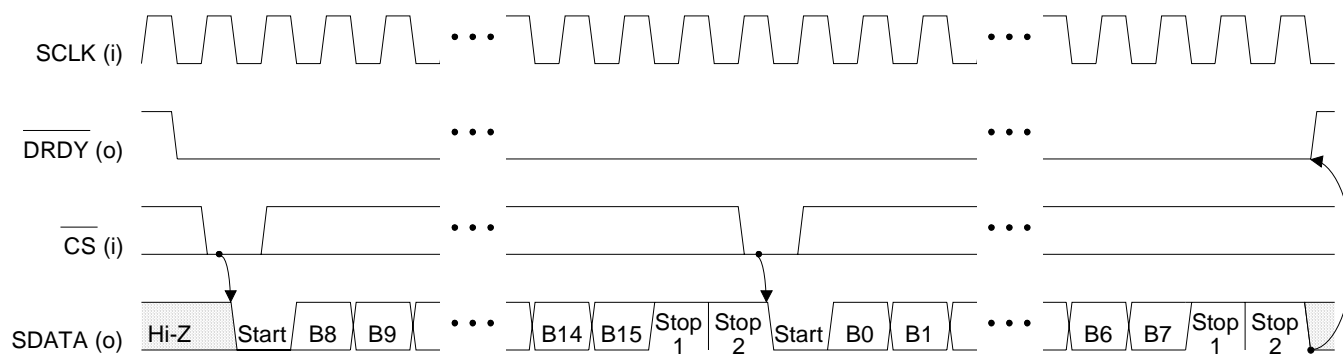 SCLK (i)
• • •
• • •
DRDY (o)
• • •
• • •
CS (i)
• • •
• • •
SDATA (o)
Hi-Z
Start
B8
B9
• • •
B14
B15
Stop
1
Stop
2
Start
B0
B1
• • •
B6
B7
Stop
1
Stop
2